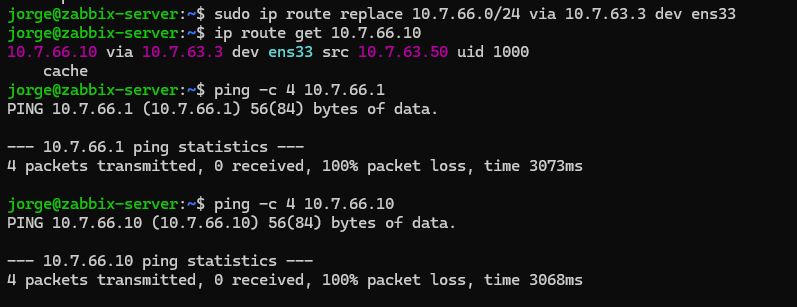 jorge@zabbix-server:~$ sudo ip route replace 10.7.66.0/24 via 10.7.63.3 dev ens33
jorge@zabbix-server:~$ ip route get 10.7.66.10
10.7.66.10 via 10.7.63.3 dev ens33 src 10.7.63.50 uid 1000
    cache
jorge@zabbix-server:~$ ping -c 4 10.7.66.1
PING 10.7.66.1 (10.7.66.1) 56(84) bytes of data.

--- 10.7.66.1 ping statistics ---
4 packets transmitted, 0 received, 100% packet loss, time 3073ms

jorge@zabbix-server:~$ ping -c 4 10.7.66.10
PING 10.7.66.10 (10.7.66.10) 56(84) bytes of data.

--- 10.7.66.10 ping statistics ---
4 packets transmitted, 0 received, 100% packet loss, time 3068ms